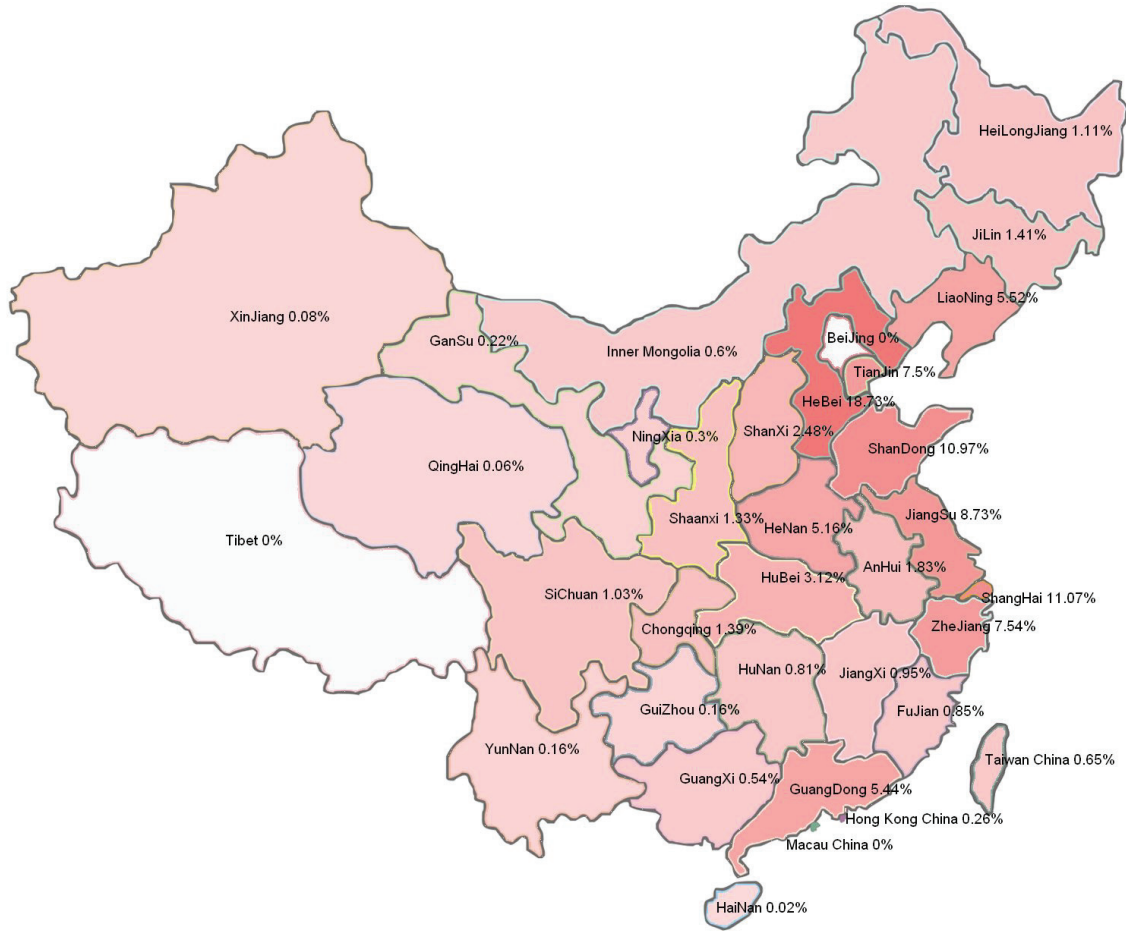 HeiLongJiang 1.11%
JiLin 1.41%
LiaoNing 5.52%
XinJiang 0.08%
GanSu 0.22%
Inner Mongolia 0.6%
BeiJing 0%
TianJin 7.5%
HeBei 18.73%
NingXia 0.3%
ShanXi 2.48%
ShanDong 10.97%
QingHai 0.06%
Shaanxi 1.33%
HeNan 5.16%
JiangSu 8.73%
Tibet 0%
AnHui 1.83%
HuBei 3.12%
SiChuan 1.03%
ShangHai 11.07%
Chongqing 1.39%
ZheJiang 7.54%
HuNan 0.81%
JiangXi 0.95%
GuiZhou 0.16%
FuJian 0.85%
YunNan 0.16%
Taiwan China 0.65%
GuangXi 0.54%
GuangDong 5.44%
Hong Kong China 0.26%
Macau China 0%
HaiNan 0.02%